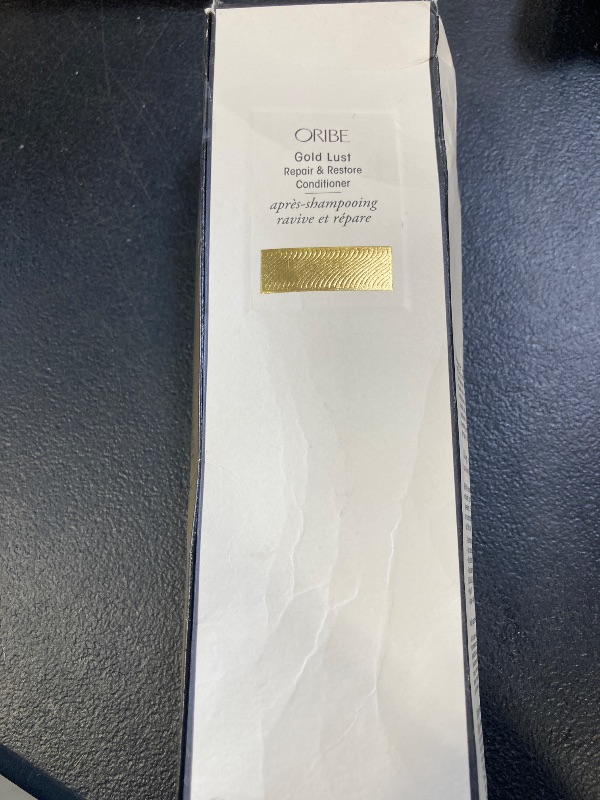 ORIBE
Gold Lust
Repair & Restore
Conditioner
après-shampooing
ravive et répare